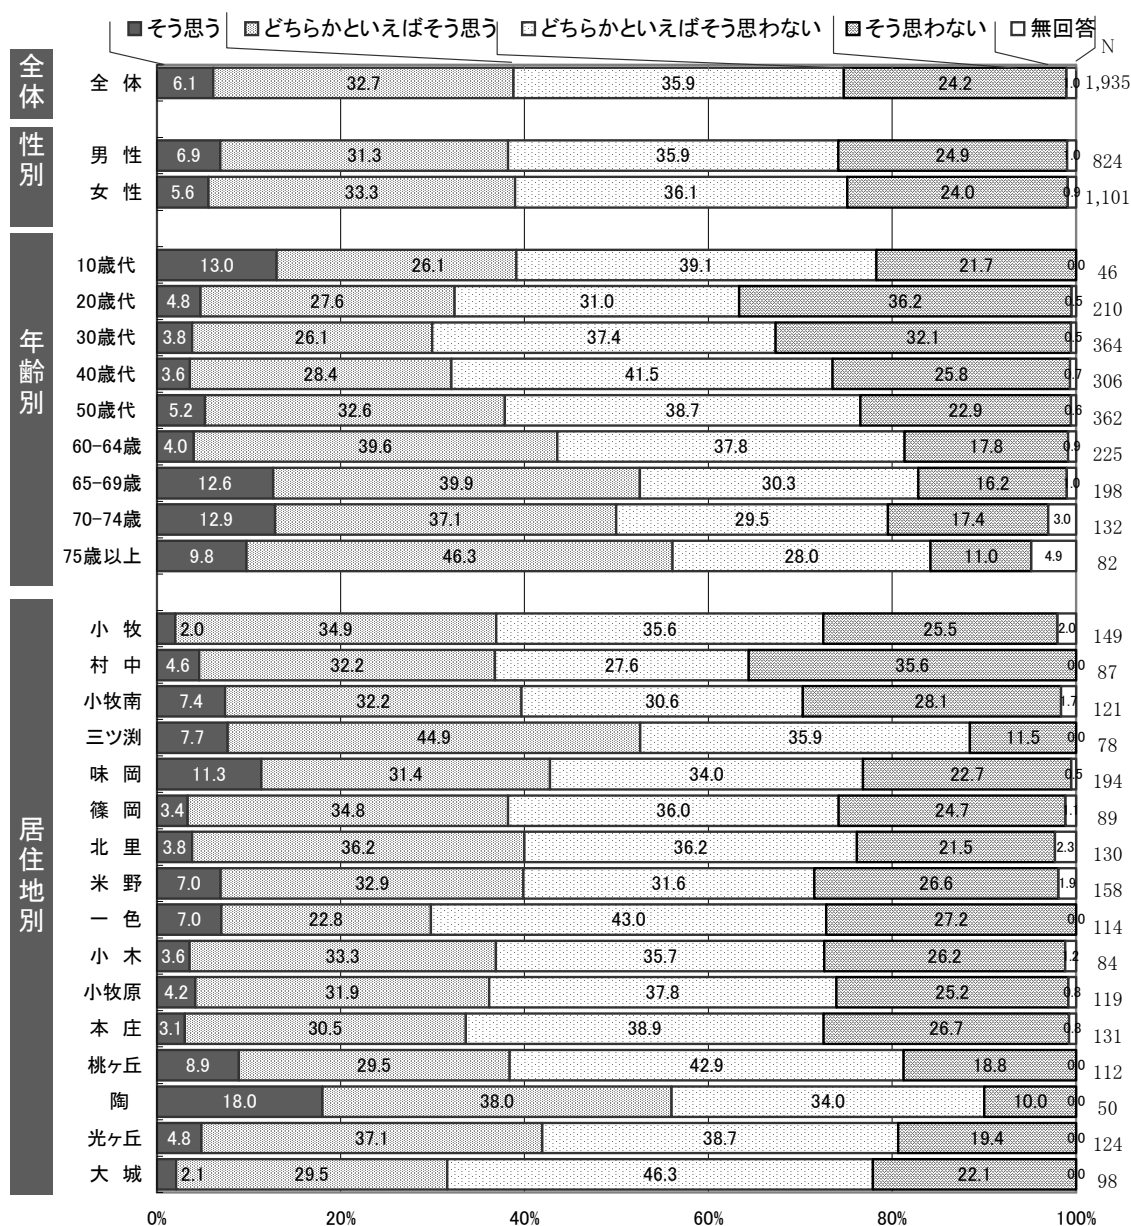 そう思う どちらかといえばそう思う どちらかといえばそう思わない そう思わない 無回答
N
全体
全 体 6.1 32.7 35.9 24.2 1.0 1,935
性別
男 性 6.9 31.3 35.9 24.9 1.0 824
女 性 5.6 33.3 36.1 24.0 0.9 1,101
年齢別
10歳代 13.0 26.1 39.1 21.7 0.0 46
20歳代 4.8 27.6 31.0 36.2 0.5 210
30歳代 3.8 26.1 37.4 32.1 0.5 364
40歳代 3.6 28.4 41.5 25.8 0.7 306
50歳代 5.2 32.6 38.7 22.9 0.6 362
60-64歳 4.0 39.6 37.8 17.8 0.9 225
65-69歳 12.6 39.9 30.3 16.2 1.0 198
70-74歳 12.9 37.1 29.5 17.4 3.0 132
75歳以上 9.8 46.3 28.0 11.0 4.9 82
居住地別
小 牧 2.0 34.9 35.6 25.5 2.0 149
村 中 4.6 32.2 27.6 35.6 0.0 87
小牧南 7.4 32.2 30.6 28.1 1.7 121
三ツ渕 7.7 44.9 35.9 11.5 0.0 78
味 岡 11.3 31.4 34.0 22.7 0.5 194
篠 岡 3.4 34.8 36.0 24.7 1.1 89
北 里 3.8 36.2 36.2 21.5 2.3 130
米 野 7.0 32.9 31.6 26.6 1.9 158
一 色 7.0 22.8 43.0 27.2 0.0 114
小 木 3.6 33.3 35.7 26.2 1.2 84
小牧原 4.2 31.9 37.8 25.2 0.8 119
本 庄 3.1 30.5 38.9 26.7 0.8 131
桃ヶ丘 8.9 29.5 42.9 18.8 0.0 112
陶 18.0 38.0 34.0 10.0 0.0 50
光ヶ丘 4.8 37.1 38.7 19.4 0.0 124
大 城 2.1 29.5 46.3 22.1 0.0 98
0% 20% 40% 60% 80% 100%